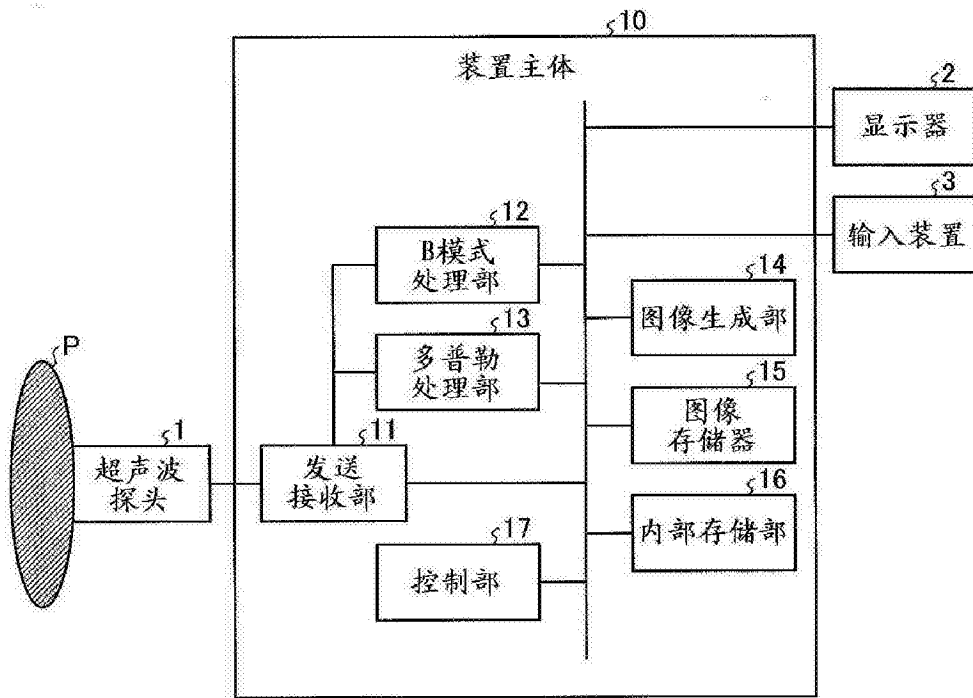 10
装置主体
2
显示器
3
输入装置
12
B模式
处理部
14
图像生成部
13
多普勒
处理部
P
15
图像
存储器
1
超声波
探头
11
发送
接收部
16
内部存储部
17
控制部